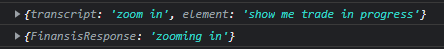 ▶{transcript: 'zoom in', element: 'show me trade in progress'}
▶{FinansisResponse: 'zooming in'}